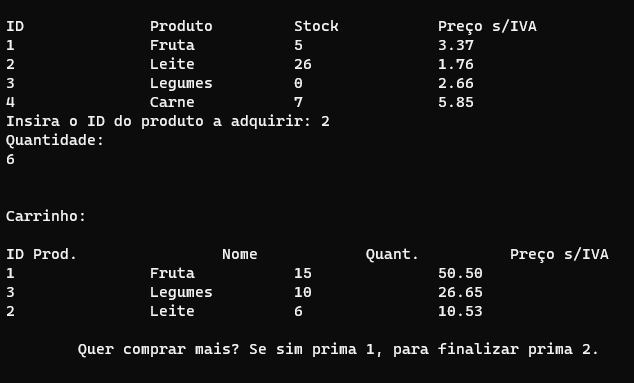 ID Produto Stock Preço s/IVA
1 Fruta 5 3.37
2 Leite 26 1.76
3 Legumes 0 2.66
4 Carne 7 5.85
Insira o ID do produto a adquirir: 2
Quantidade:
6
Carrinho:
ID Prod. Nome Quant. Preço s/IVA
1 Fruta 15 50.50
3 Legumes 10 26.65
2 Leite 6 10.53
Quer comprar mais? Se sim prima 1, para finalizar prima 2.